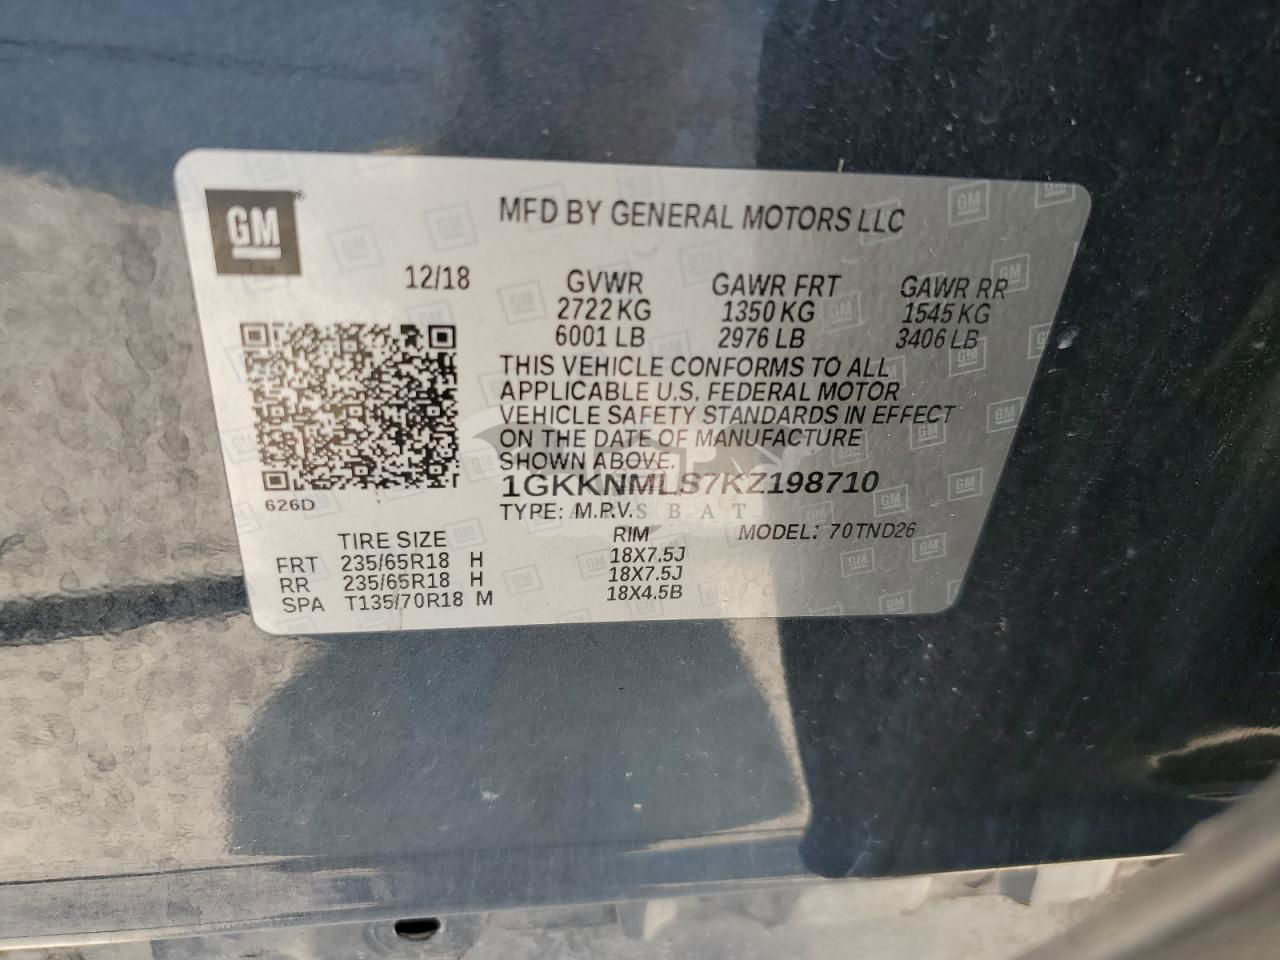 GM
MFD BY GENERAL MOTORS LLC
12/18 GVWR GAWR FRT GAWR RR
2722 KG 1350 KG 1545 KG
6001 LB 2976 LB 3406 LB
THIS VEHICLE CONFORMS TO ALL
APPLICABLE U.S. FEDERAL MOTOR
VEHICLE SAFETY STANDARDS IN EFFECT
ON THE DATE OF MANUFACTURE
SHOWN ABOVE.
1GKKNMLS7KZ198710
626D
TYPE: M.P.V. MODEL: 70TND26
TIRE SIZE RIM
FRT 235/65R18 H 18X7.5J
RR 235/65R18 H 18X7.5J
SPA T135/70R18 M 18X4.5B